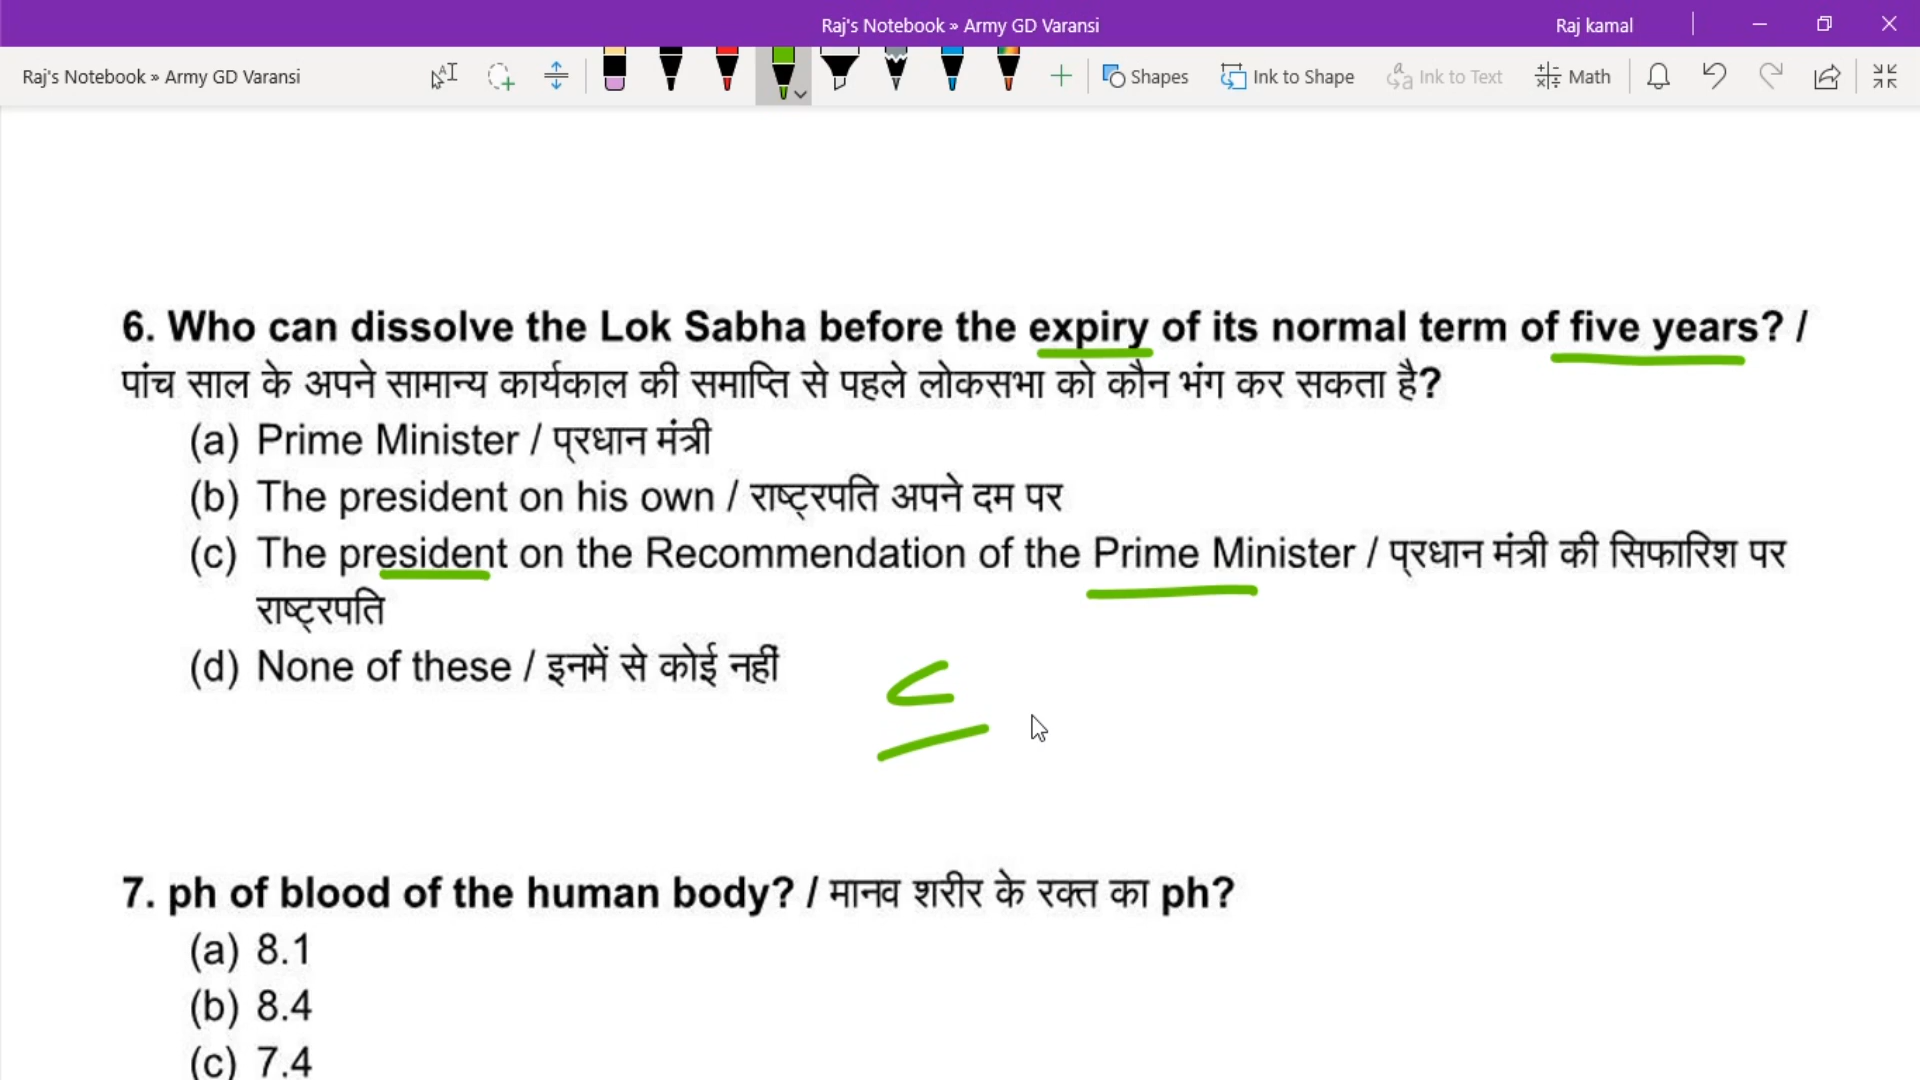 Raj's Notebook » Army GD Varansi
Raj kamal
Raj's Notebook » Army GD Varansi
Shapes
Ink to Shape
Ink to Text
Math
6. Who can dissolve the Lok Sabha before the expiry of its normal term of five years? /
पांच साल के अपने सामान्य कार्यकाल की समाप्ति से पहले लोकसभा को कौन भंग कर सकता है?
(a) Prime Minister / प्रधान मंत्री
(b) The president on his own / राष्ट्रपति अपने दम पर
(c) The president on the Recommendation of the Prime Minister / प्रधान मंत्री की सिफारिश पर
राष्ट्रपति
(d) None of these / इनमें से कोई नहीं
c
7. ph of blood of the human body? / मानव शरीर के रक्त का ph?
(a) 8.1
(b) 8.4
(c) 7.4